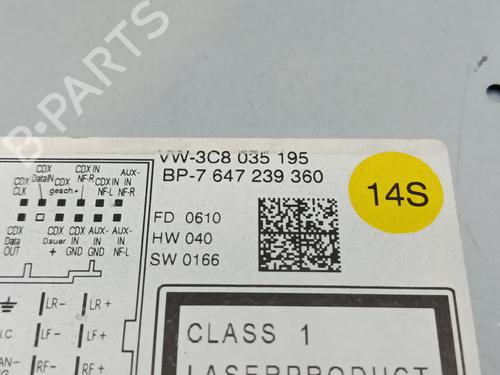 VW-3C8 035 195
BP-7 647 239 360
14S
FD 0610
HW 040
SW 0166
CLASS 1
LASERPRODUCT
CDX CLK
CDX DataIN
CDX gesch+
CDX IN NF-R
CDX IN NF-L
AUX-IN NF-R
CDX Data OUT
CDX Dauer +
CDX IN GND
AUX-IN GND
AUX-IN NF-L
LR-
LR+
LF-
LF+
RF-
RF+
B-PARTS